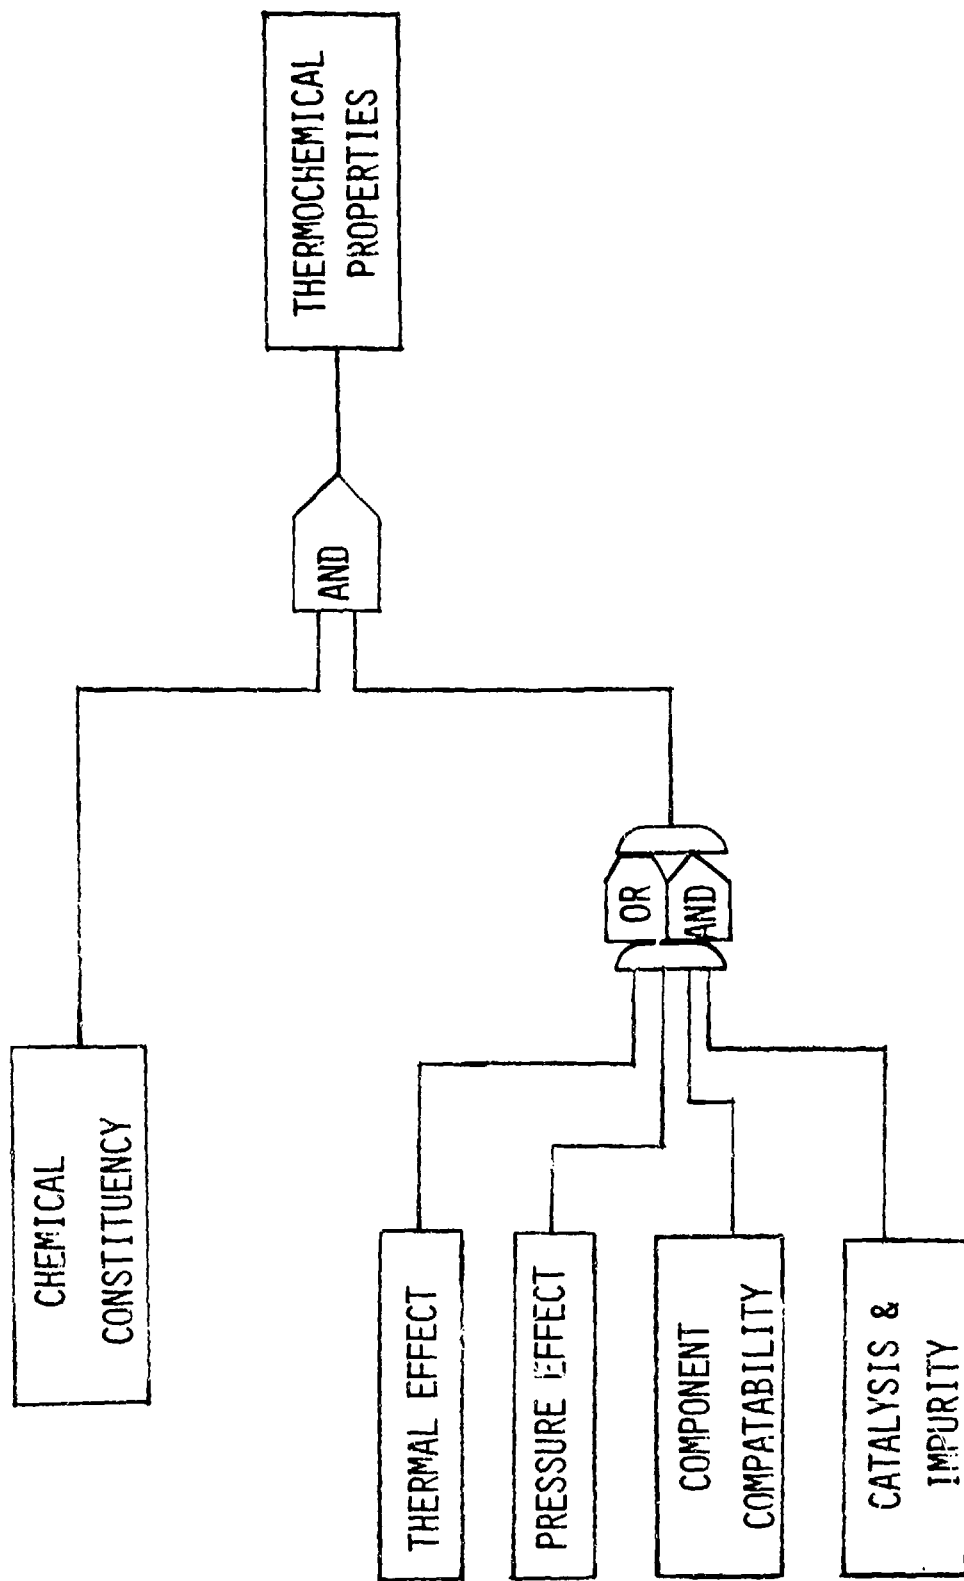 CHEMICAL
CONSTITUENCY
THERMAL EFFECT
PRESSURE EFFECT
COMPONENT
COMPATABILITY
CATALYSIS &
IMPURITY
OR
AND
AND
THERMOCHEMICAL
PROPERTIES